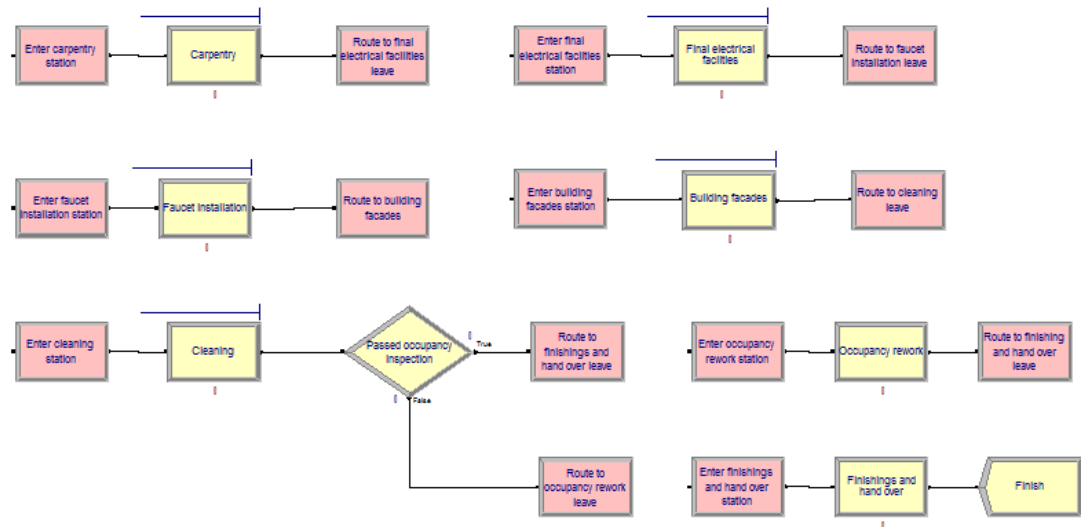 Enter carpentry
station
Carpentry
Route to final
electrical facilities
leave
Enter final
electrical facilities
station
Final electrical
facilities
Route to faucet
installation leave
Enter faucet
installation station
Faucet installation
Route to building
facades
Enter building
facades station
Building facades
Route to cleaning
leave
Enter cleaning
station
Cleaning
Passed occupancy
inspection
True
False
Route to
finishings and
hand over leave
Enter occupancy
rework station
Occupancy rework
Route to finishing
and hand over
leave
Route to
occupancy rework
leave
Enter finishings
and hand over
station
Finishings and
hand over
Finish